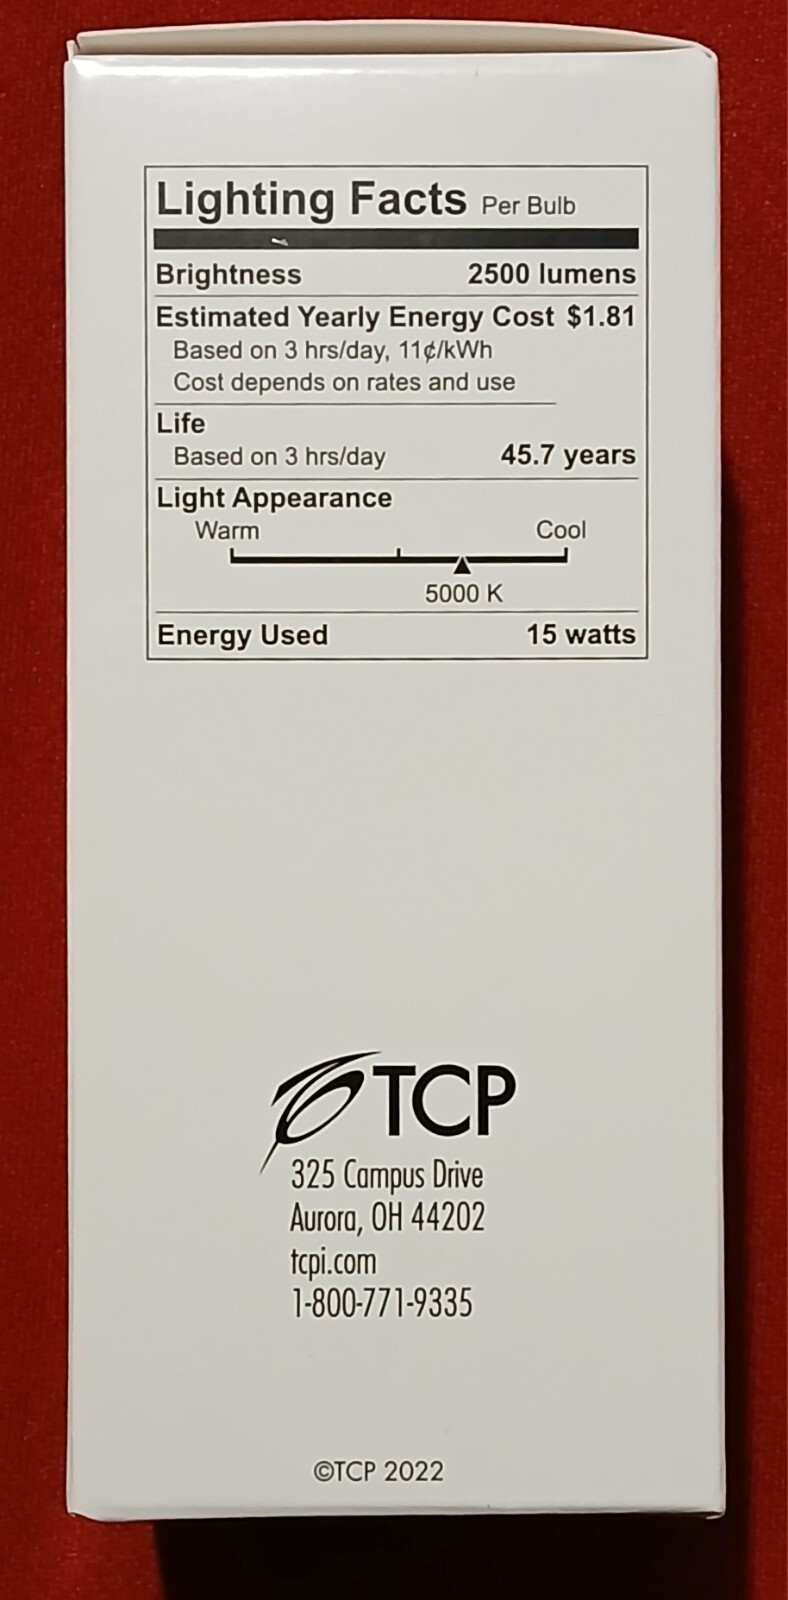 Lighting Facts Per Bulb
Brightness 2500 lumens
Estimated Yearly Energy Cost $1.81
Based on 3 hrs/day, 11¢/kWh
Cost depends on rates and use
Life
Based on 3 hrs/day 45.7 years
Light Appearance
Warm Cool
5000 K
Energy Used 15 watts
TCP
325 Campus Drive
Aurora, OH 44202
tcpi.com
1-800-771-9335
©TCP 2022